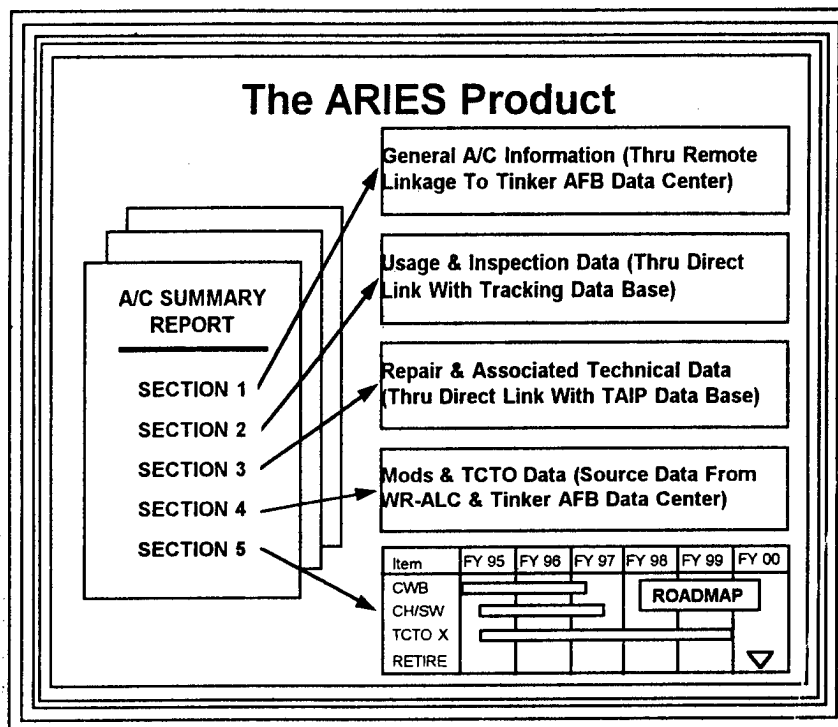 The ARIES Product
A/C SUMMARY
REPORT
SECTION 1
SECTION 2
SECTION 3
SECTION 4
SECTION 5
General A/C Information (Thru Remote
Linkage To Tinker AFB Data Center)
Usage & Inspection Data (Thru Direct
Link With Tracking Data Base)
Repair & Associated Technical Data
(Thru Direct Link With TAIP Data Base)
Mods & TCTO Data (Source Data From
WR-ALC & Tinker AFB Data Center)
Item FY 95 FY 96 FY 97 FY 98 FY 99 FY 00
CWB
ROADMAP
CH/SW
TCTO X
RETIRE